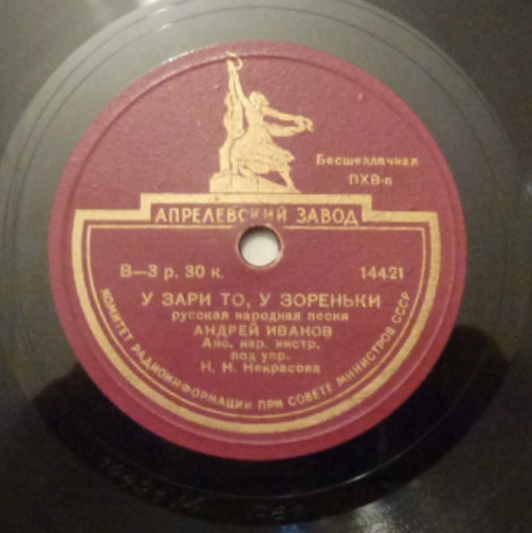 Бесшеллачная
ПХВ-п
АПРЕЛЕВСКИЙ ЗАВОД
В—3 р. 30 к. 14421
У ЗАРИ ТО, У ЗОРЕНЬКИ
русская народная песня
АНДРЕЙ ИВАНОВ
Анс. нар. инстр.
под упр.
Н. Н. Некрасова
КОМИТЕТ РАДИОИНФОРМАЦИИ ПРИ СОВЕТЕ МИНИСТРОВ СССР